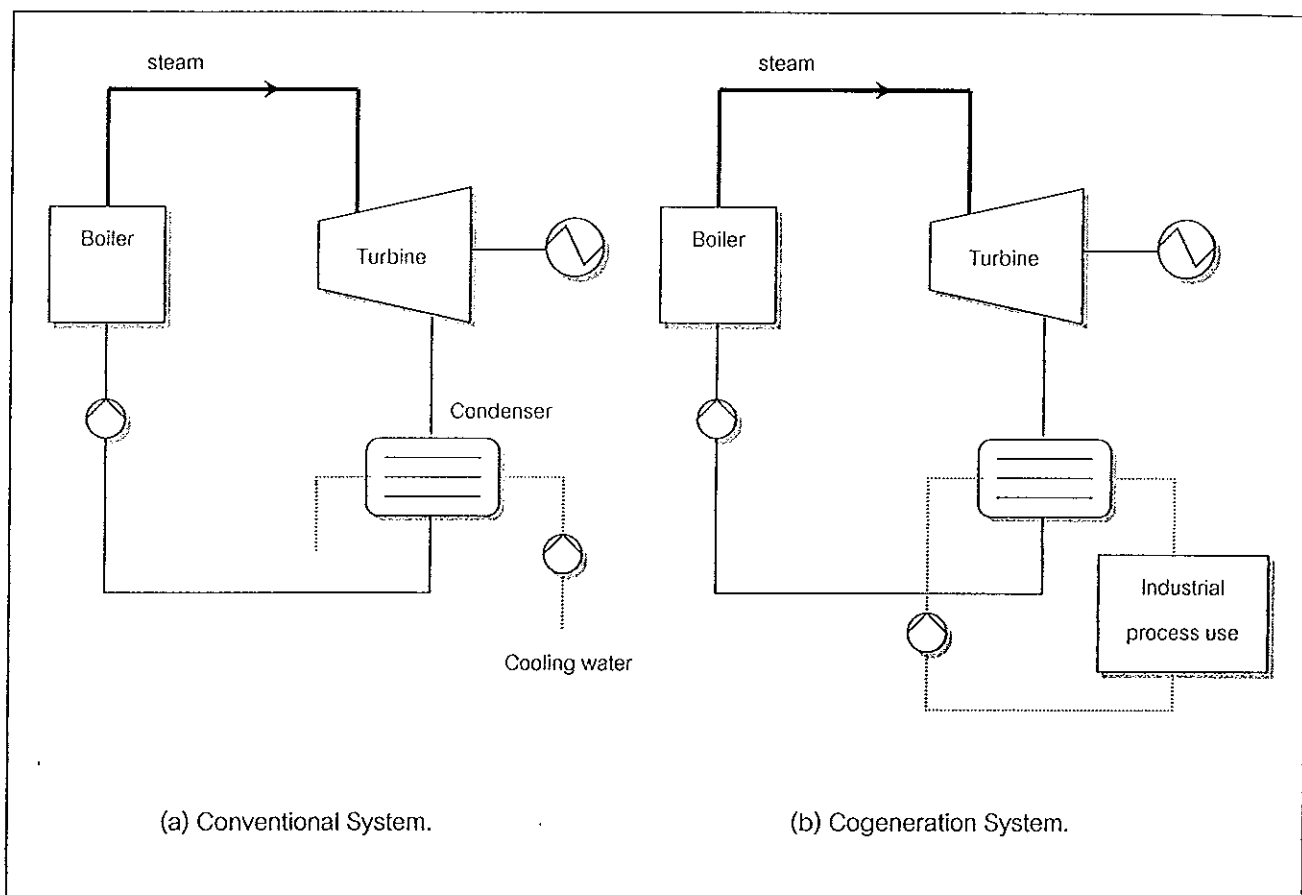 steam
Boiler
Turbine
Condenser
Cooling water
(a) Conventional System.
steam
Boiler
Turbine
Industrial
process use
(b) Cogeneration System.